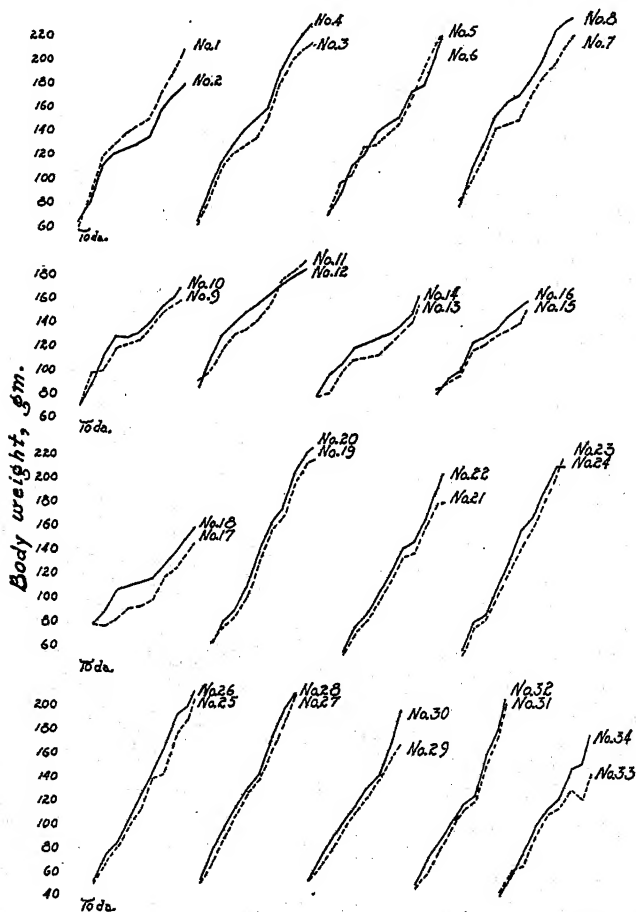 Body weight, gm.
220
200
180
160
140
120
100
80
60
No.1
No.2
No.4
No.3
No.5
No.6
No.8
No.7
10 da.
180
160
140
120
100
80
60
No.10
No.9
No.11
No.12
No.14
No.13
No.16
No.15
10 da.
220
200
180
160
140
120
100
80
60
No.18
No.17
No.20
No.19
No.22
No.21
No.23
No.24
10 da.
200
180
160
140
120
100
80
60
40
No.26
No.25
No.28
No.27
No.30
No.29
No.32
No.31
No.34
No.33
10 da.